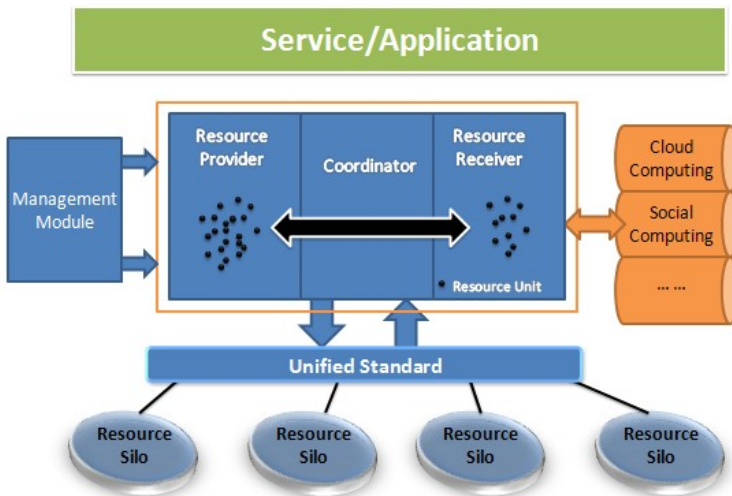 Service/Application
Resource
Provider
Coordinator
Resource
Receiver
Resource Unit
Management
Module
Cloud
Computing
Social
Computing
... ...
Unified Standard
Resource
Silo
Resource
Silo
Resource
Silo
Resource
Silo